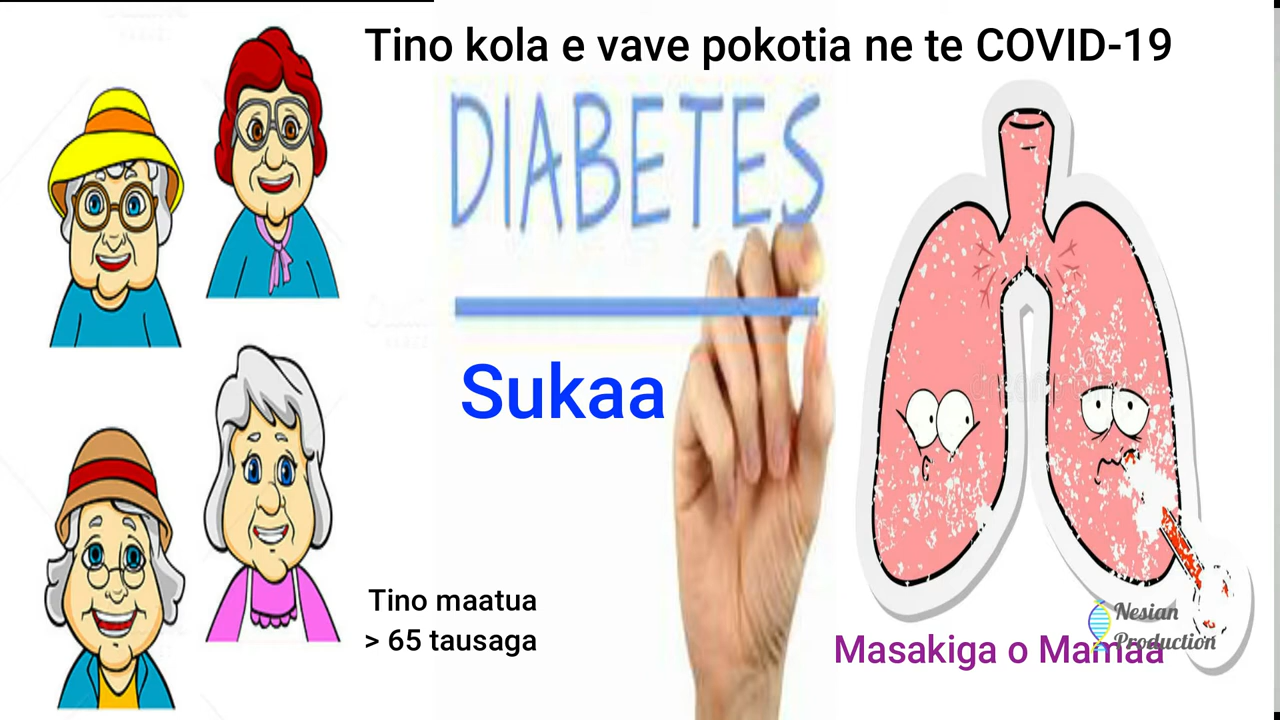 Tino kola e vave pokotia ne te COVID-19
DIABETES
Sukaa
Tino maatua
> 65 tausaga
Masakiga o Mamaa
Nesian
Production